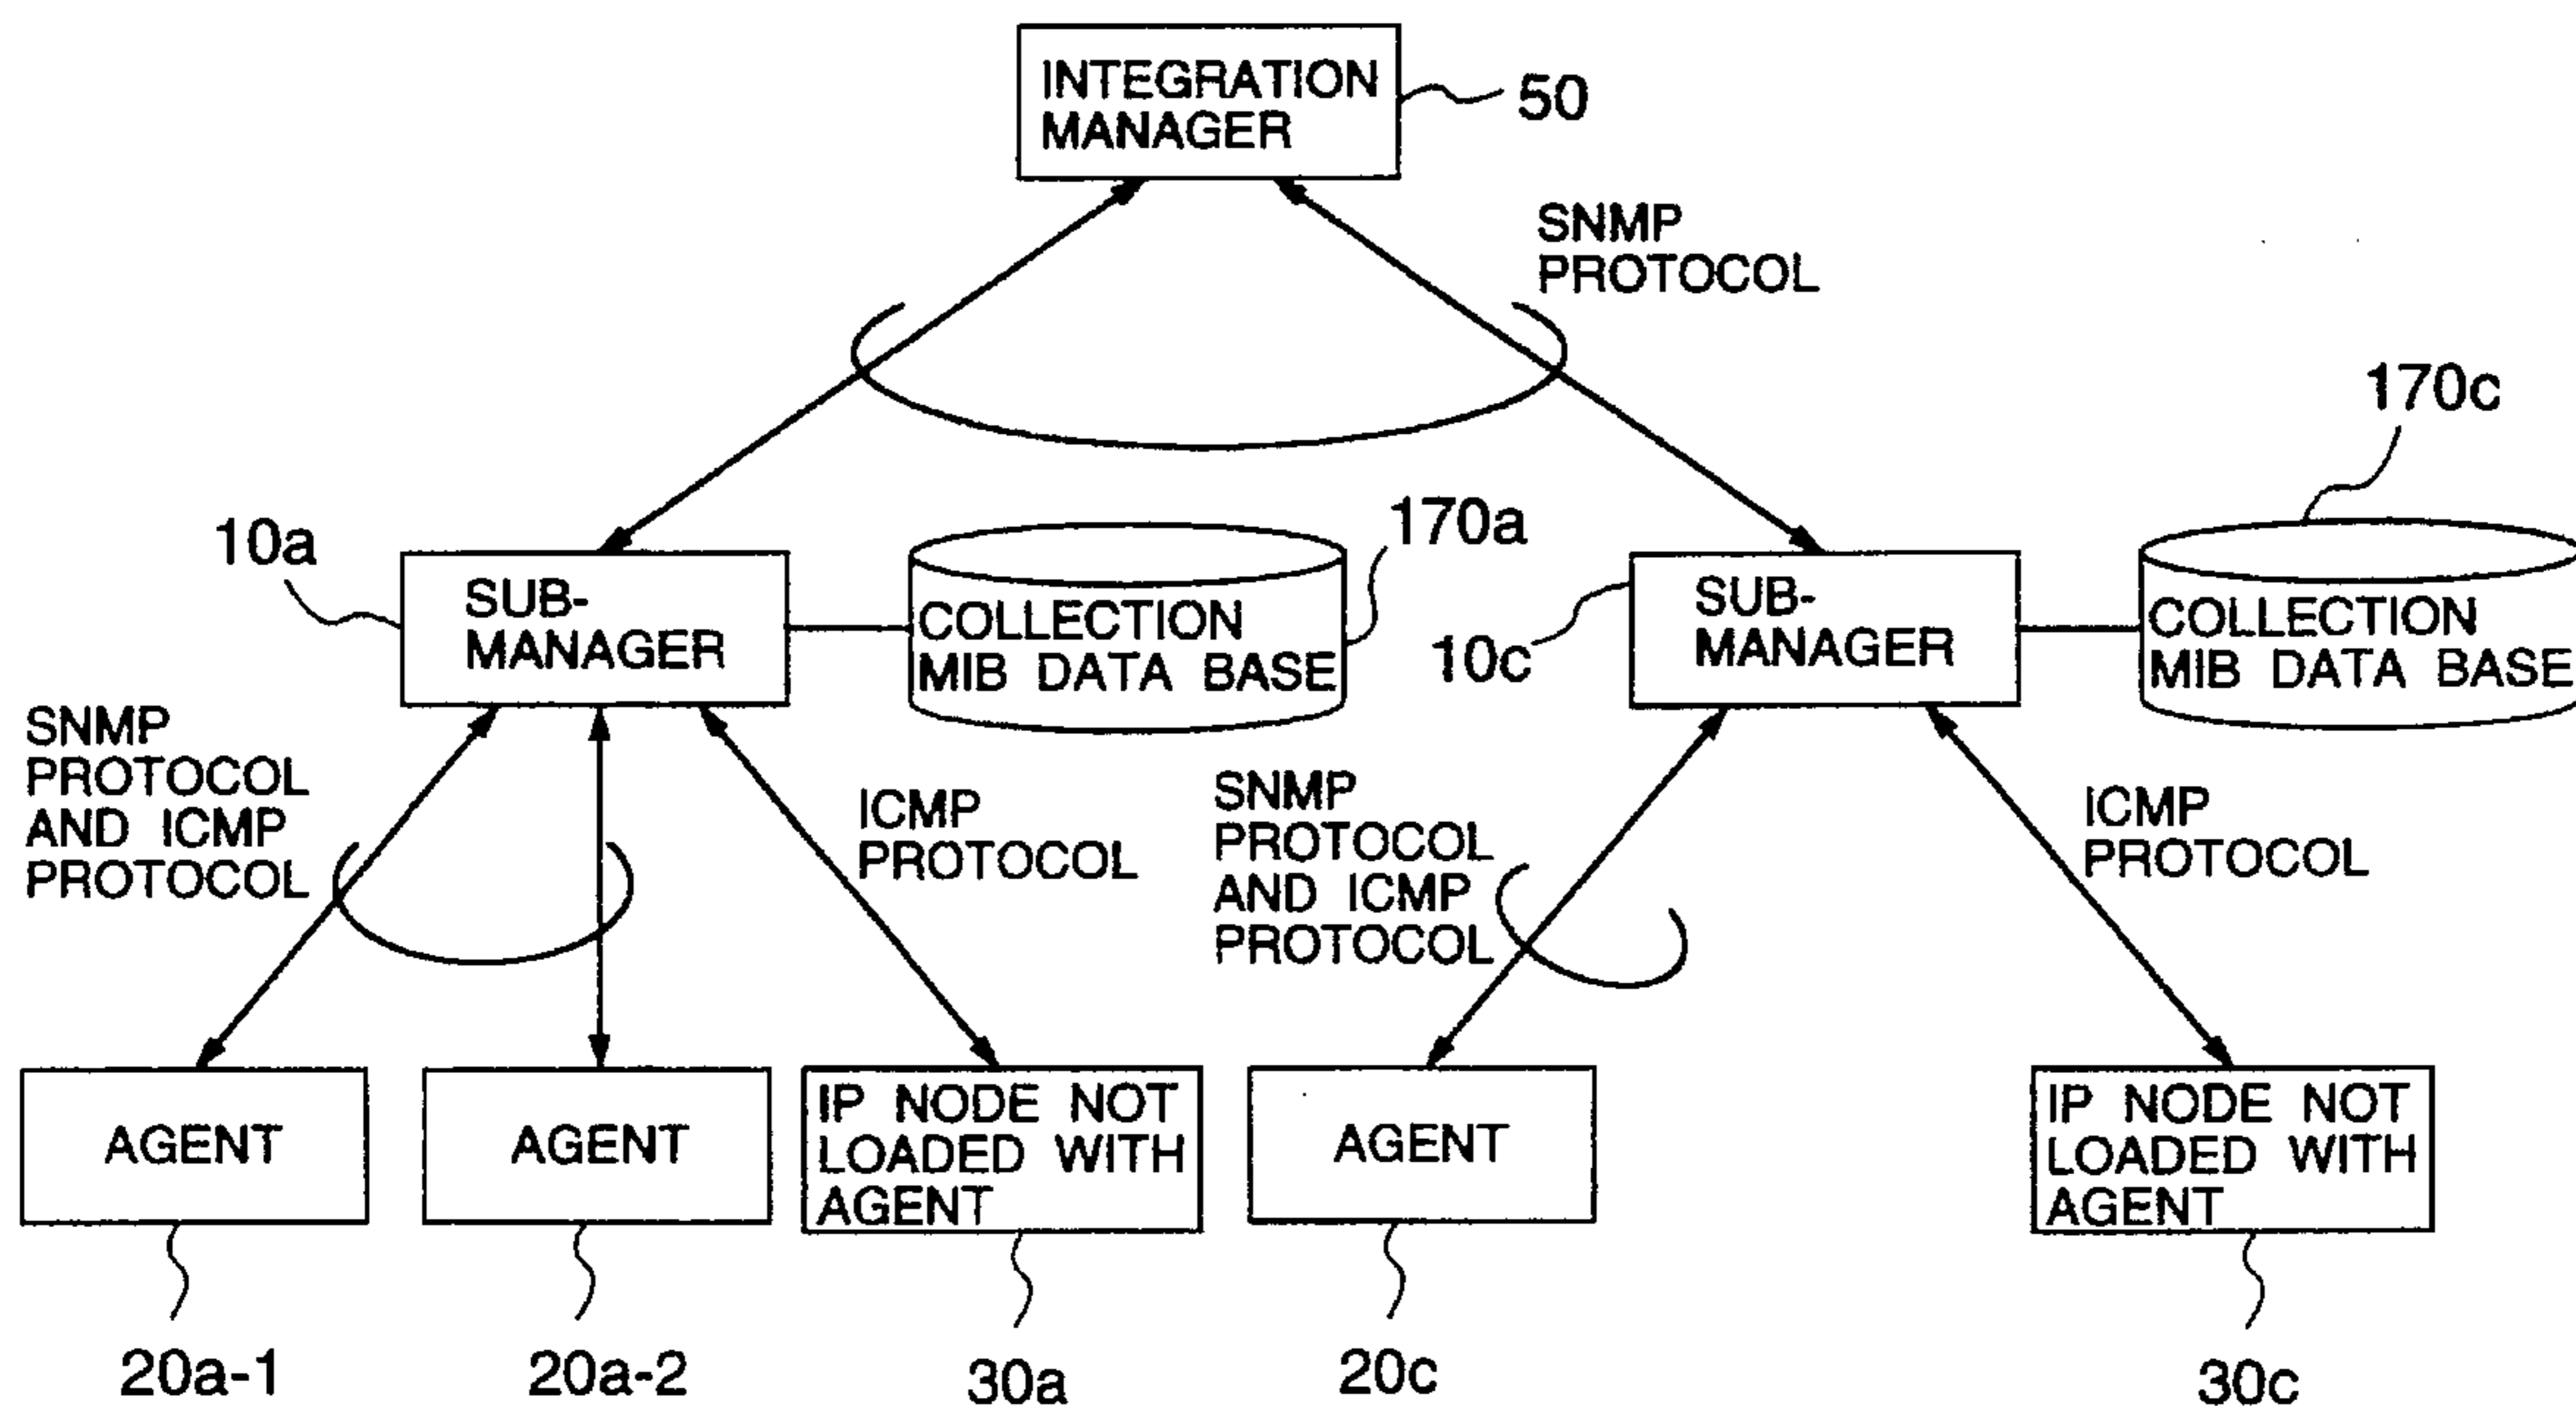 INTEGRATION
MANAGER
50
SNMP
PROTOCOL
170c
10a
SUB-
MANAGER
COLLECTION
MIB DATA BASE
170a
10c
SUB-
MANAGER
COLLECTION
MIB DATA BASE
SNMP
PROTOCOL
AND ICMP
PROTOCOL
ICMP
PROTOCOL
SNMP
PROTOCOL
AND ICMP
PROTOCOL
ICMP
PROTOCOL
AGENT
AGENT
IP NODE NOT
LOADED WITH
AGENT
AGENT
IP NODE NOT
LOADED WITH
AGENT
20a-1
20a-2
30a
20c
30c